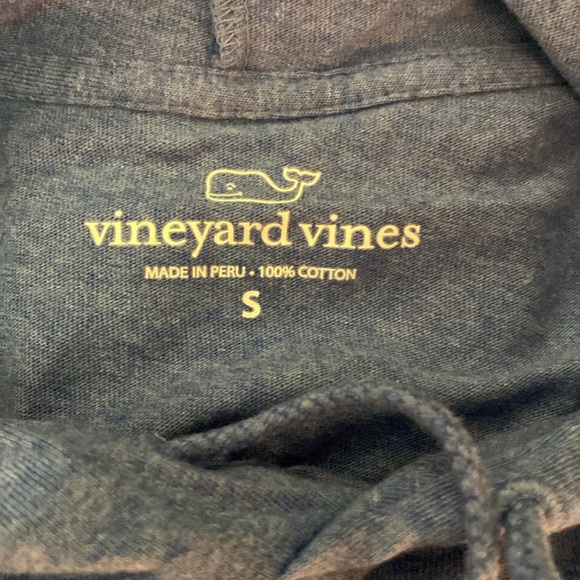 vineyard vines
MADE IN PERU • 100% COTTON
S